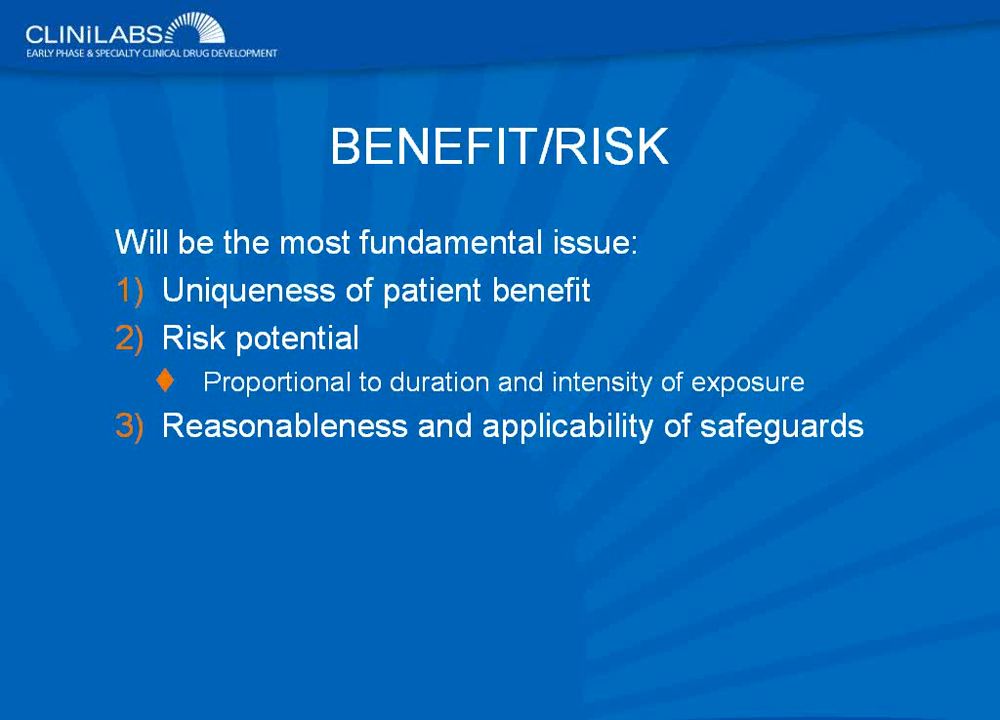 CLINiLABS
EARLY PHASE & SPECIALTY CLINICAL DRUG DEVELOPMENT
BENEFIT/RISK
Will be the most fundamental issue:
1) Uniqueness of patient benefit
2) Risk potential
♦ Proportional to duration and intensity of exposure
3) Reasonableness and applicability of safeguards